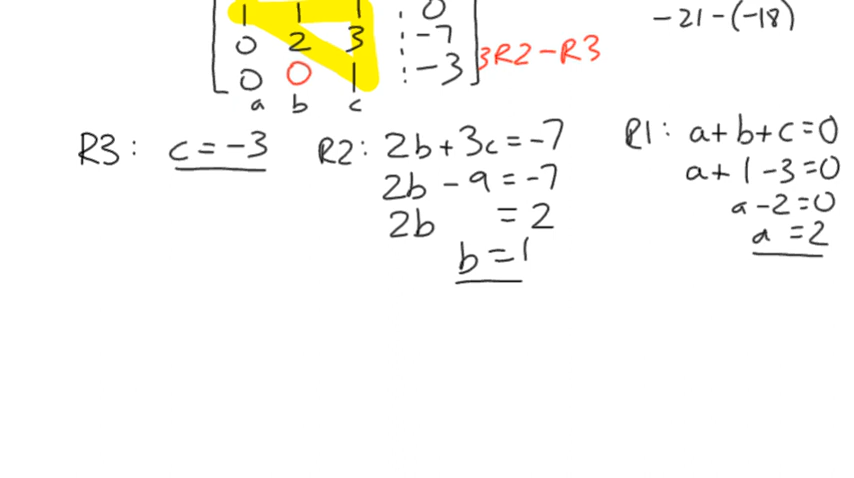 1 1 1 : 0
0 2 3 : -7
0 0 1 : -3
3R2-R3
-21-(-18)
a b c
R3: c=-3
R2: 2b+3c=-7
2b-9=-7
2b =2
b=1
R1: a+b+c=0
a+1-3=0
a-2=0
a =2